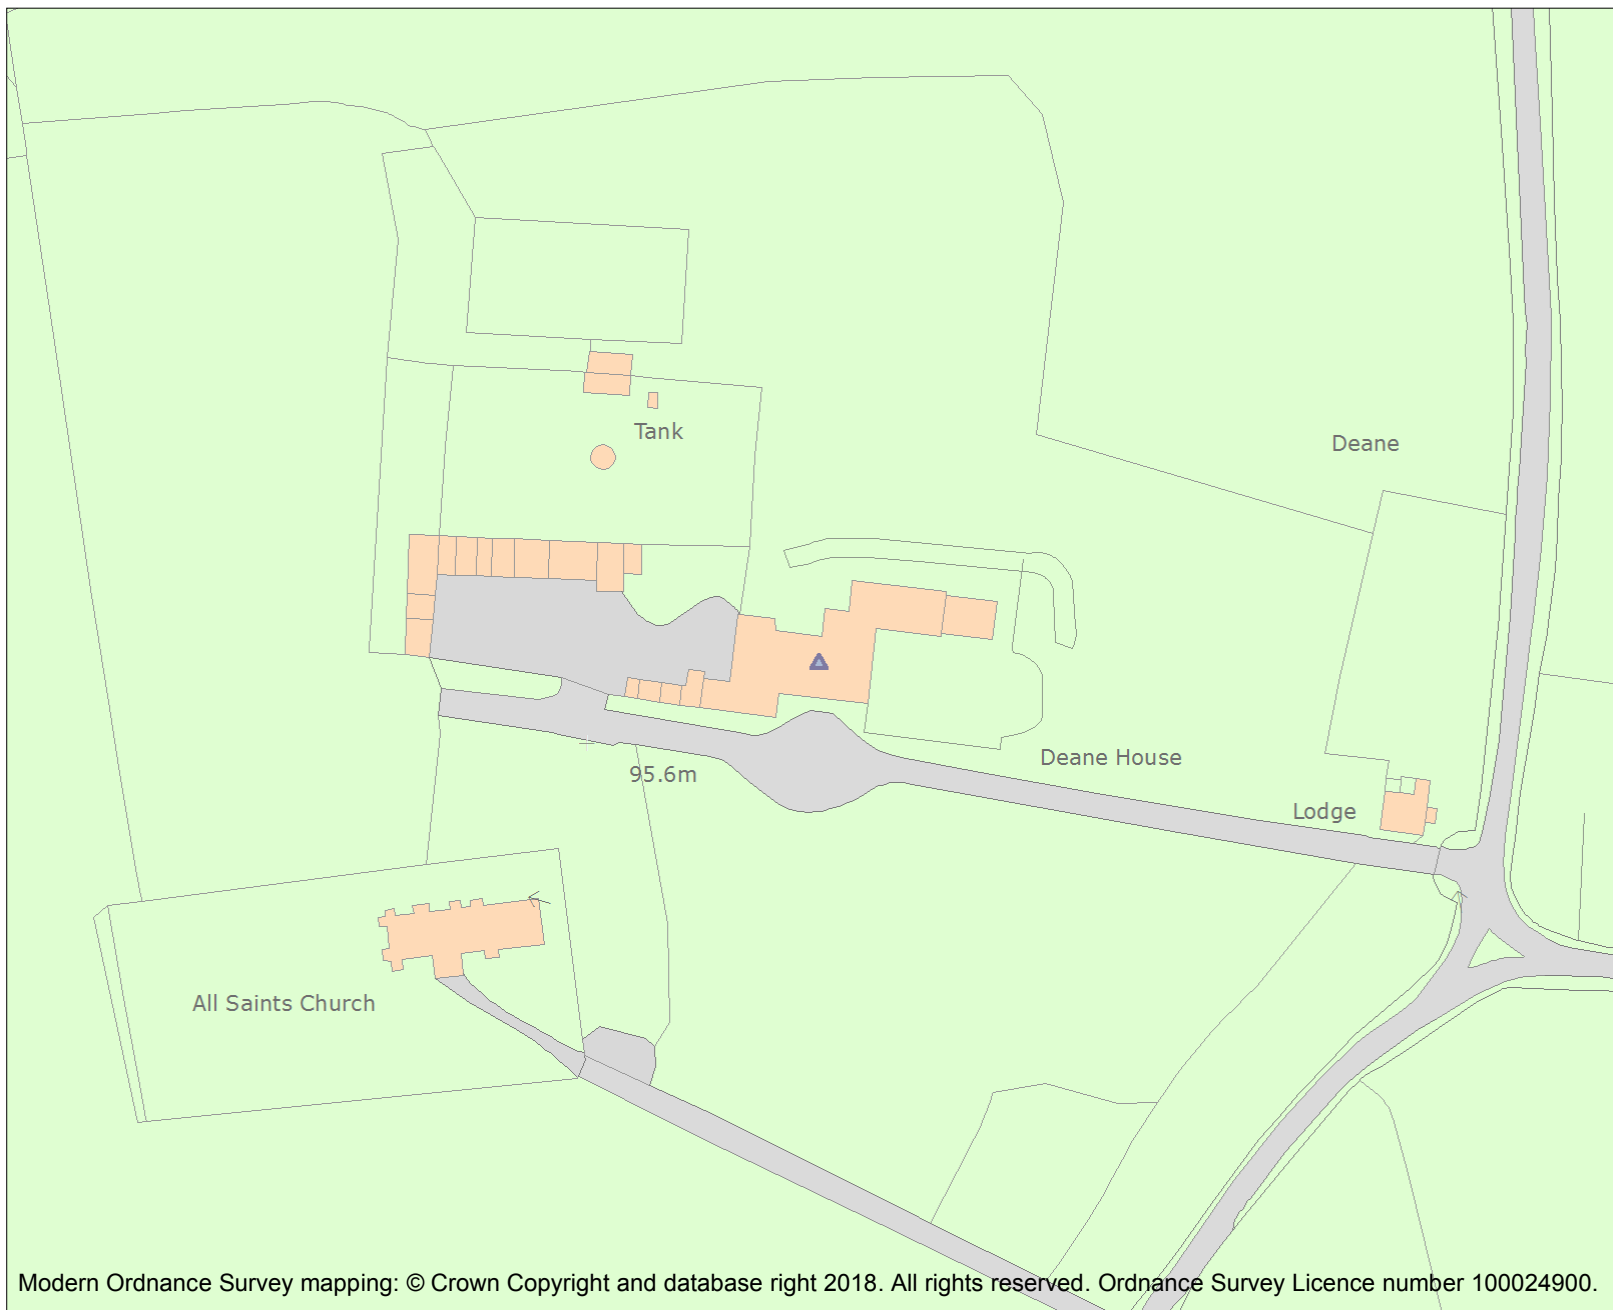 Tank
Deane
Deane House
95.6m
Lodge
All Saints Church
Modern Ordnance Survey mapping: © Crown Copyright and database right 2018. All rights reserved. Ordnance Survey Licence number 100024900.